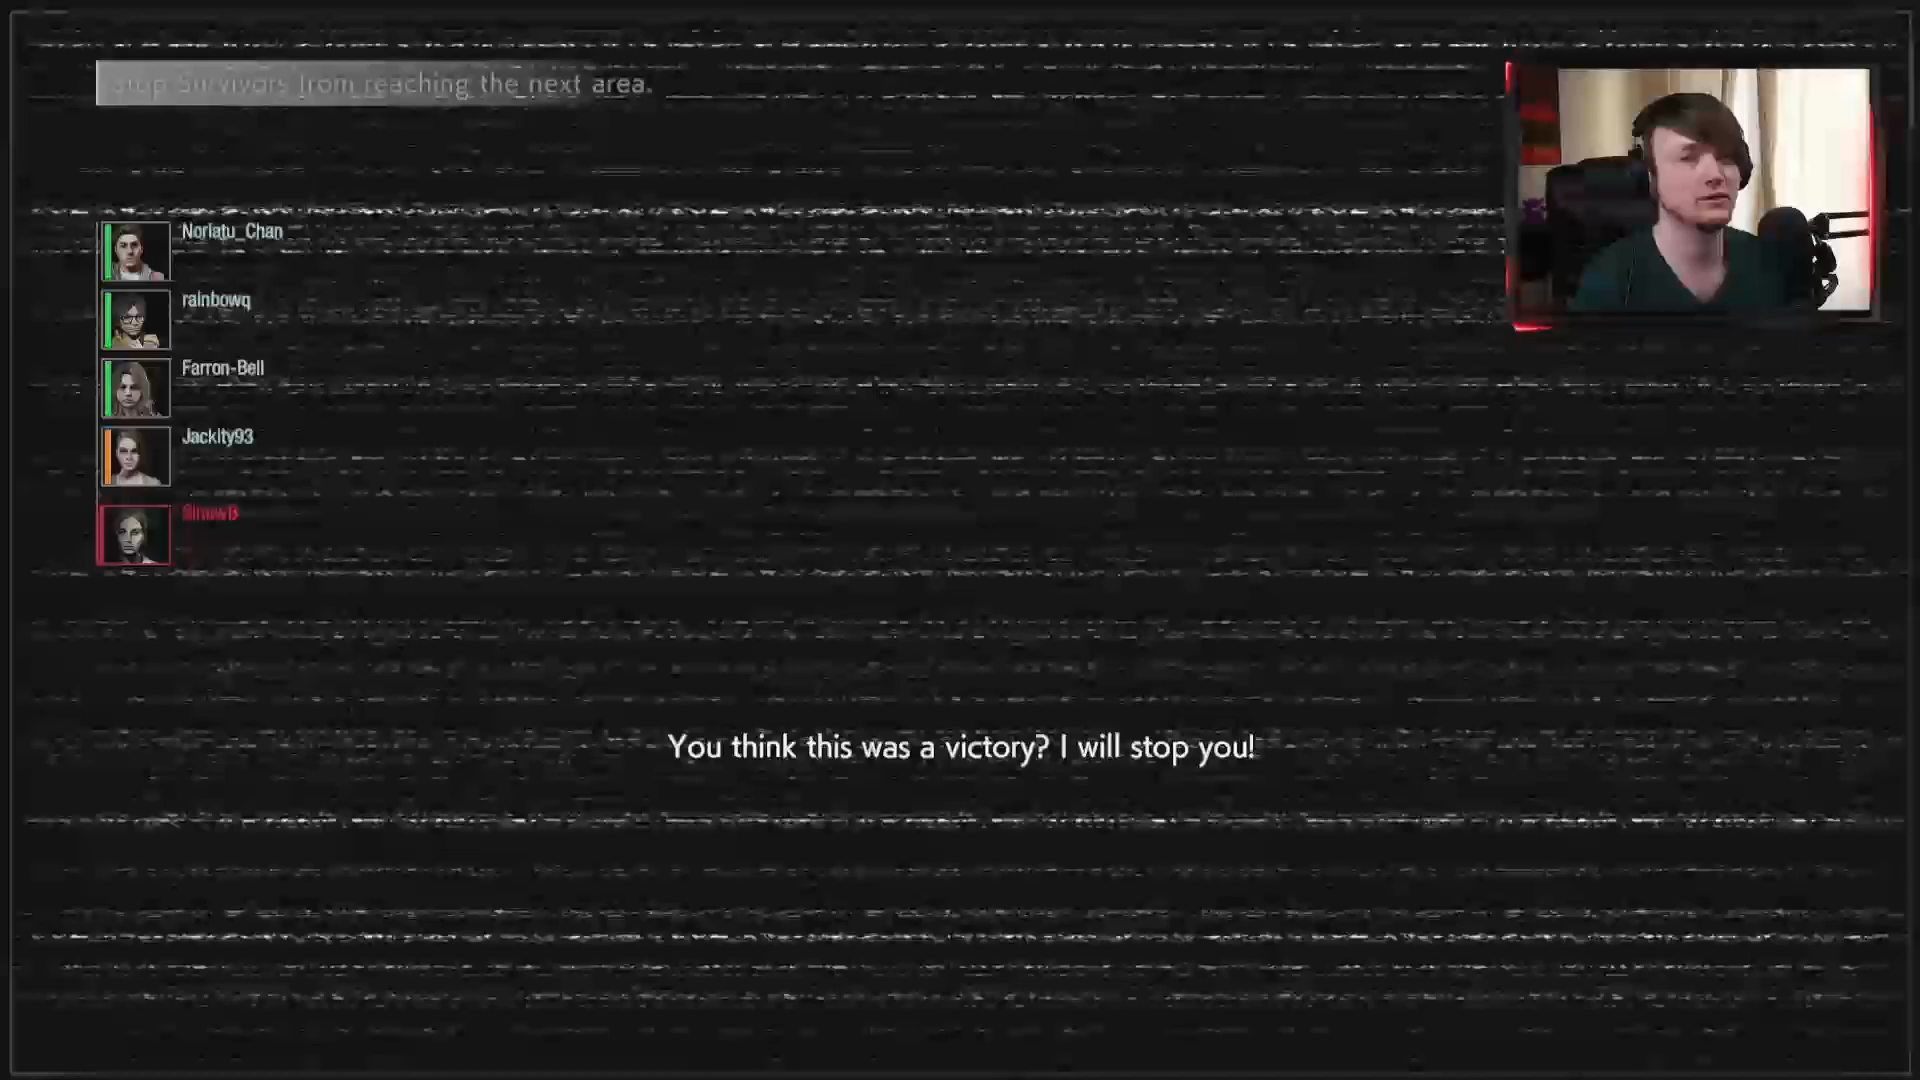 Stop Survivors from reaching the next area.
Noriatu_Chan
rainbowq
Farron-Bell
Jackity93
You think this was a victory? I will stop you!